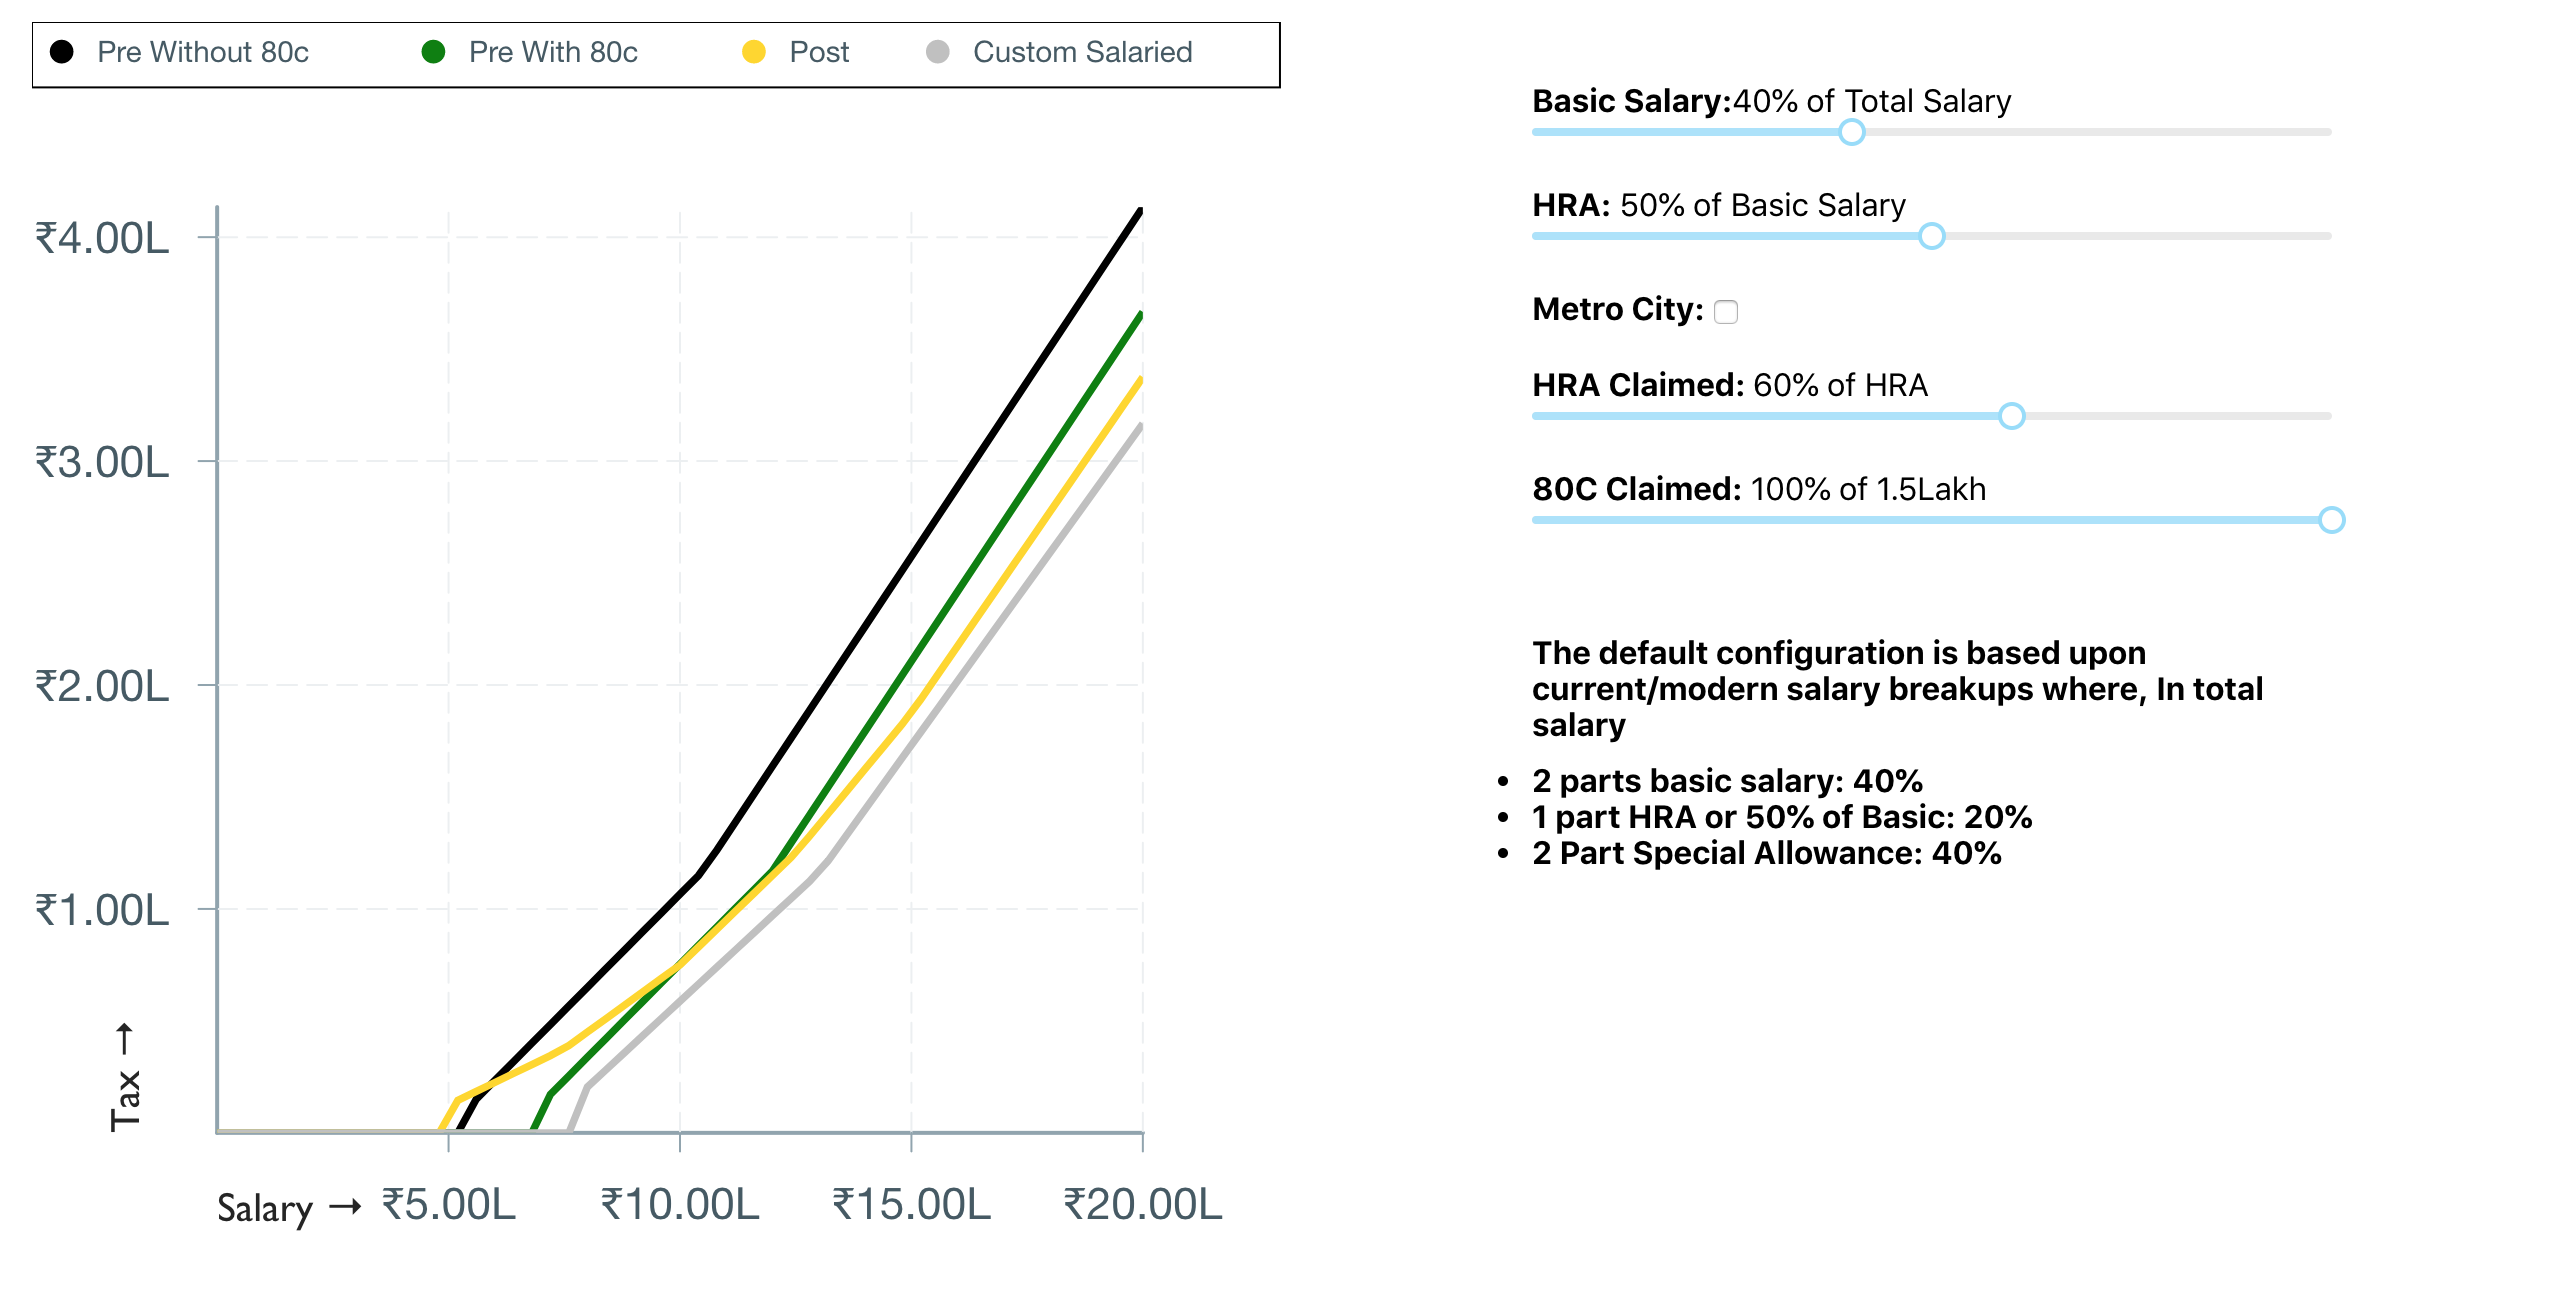 Pre Without 80c Pre With 80c Post Custom Salaried
₹4.00L
₹3.00L
₹2.00L
₹1.00L
Tax →
Salary → ₹5.00L ₹10.00L ₹15.00L ₹20.00L
Basic Salary:40% of Total Salary
HRA: 50% of Basic Salary
Metro City:
HRA Claimed: 60% of HRA
80C Claimed: 100% of 1.5Lakh
The default configuration is based upon
current/modern salary breakups where, In total
salary
• 2 parts basic salary: 40%
• 1 part HRA or 50% of Basic: 20%
• 2 Part Special Allowance: 40%